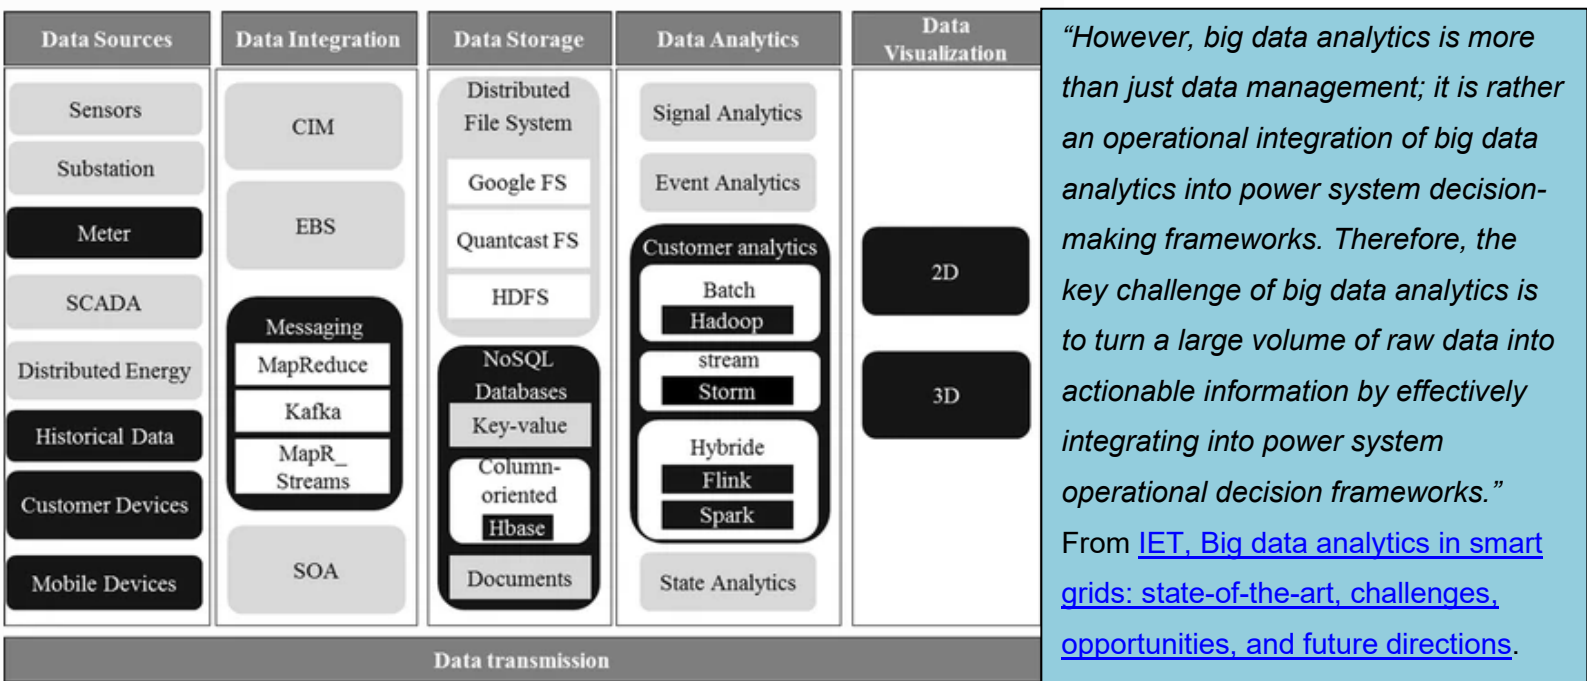 Data Sources
Sensors
Substation
Meter
SCADA
Distributed Energy
Historical Data
Customer Devices
Mobile Devices
Data Integration
CIM
EBS
Messaging
MapReduce
Kafka
MapR_
Streams
SOA
Data Storage
Distributed
File System
Google FS
Quantcast FS
HDFS
NoSQL
Databases
Key-value
Column-
oriented
Hbase
Documents
Data Analytics
Signal Analytics
Event Analytics
Customer analytics
Batch
Hadoop
stream
Storm
Hybride
Flink
Spark
State Analytics
Data
Visualization
2D
3D
Data transmission
“However, big data analytics is more
than just data management; it is rather
an operational integration of big data
analytics into power system decision-
making frameworks. Therefore, the
key challenge of big data analytics is
to turn a large volume of raw data into
actionable information by effectively
integrating into power system
operational decision frameworks.”
From IET, Big data analytics in smart
grids: state-of-the-art, challenges,
opportunities, and future directions.